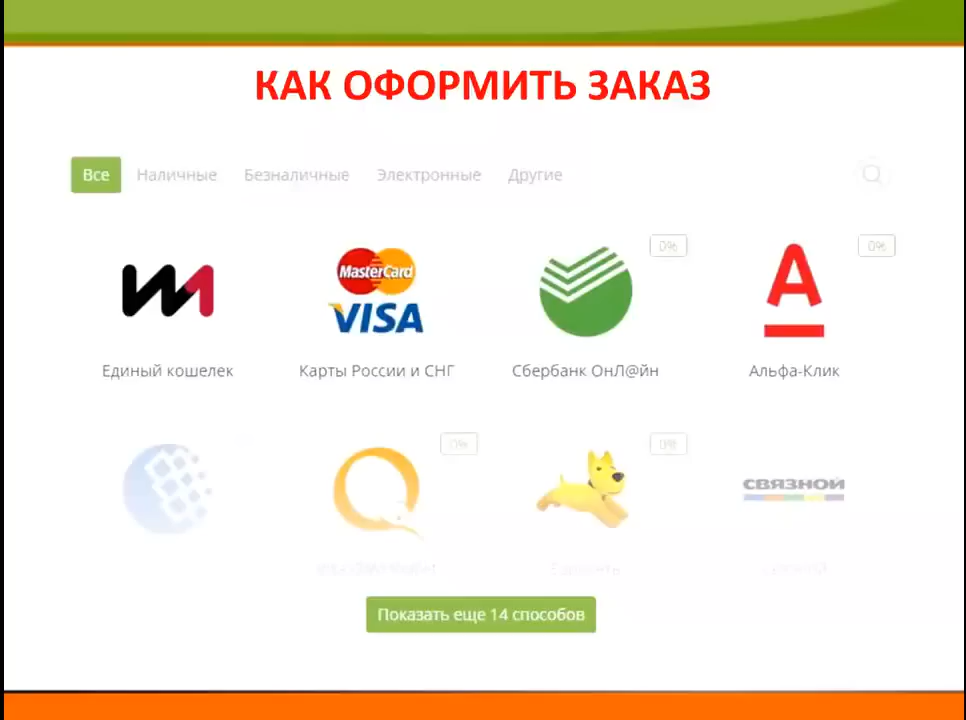 КАК ОФОРМИТЬ ЗАКАЗ
Все Наличные Безналичные Электронные Другие
0% 0%
MasterCard
VISA
Единый кошелек Карты России и СНГ Сбербанк ОнЛ@йн Альфа-Клик
0% 0%
СВЯЗНОЙ
Показать еще 14 способов